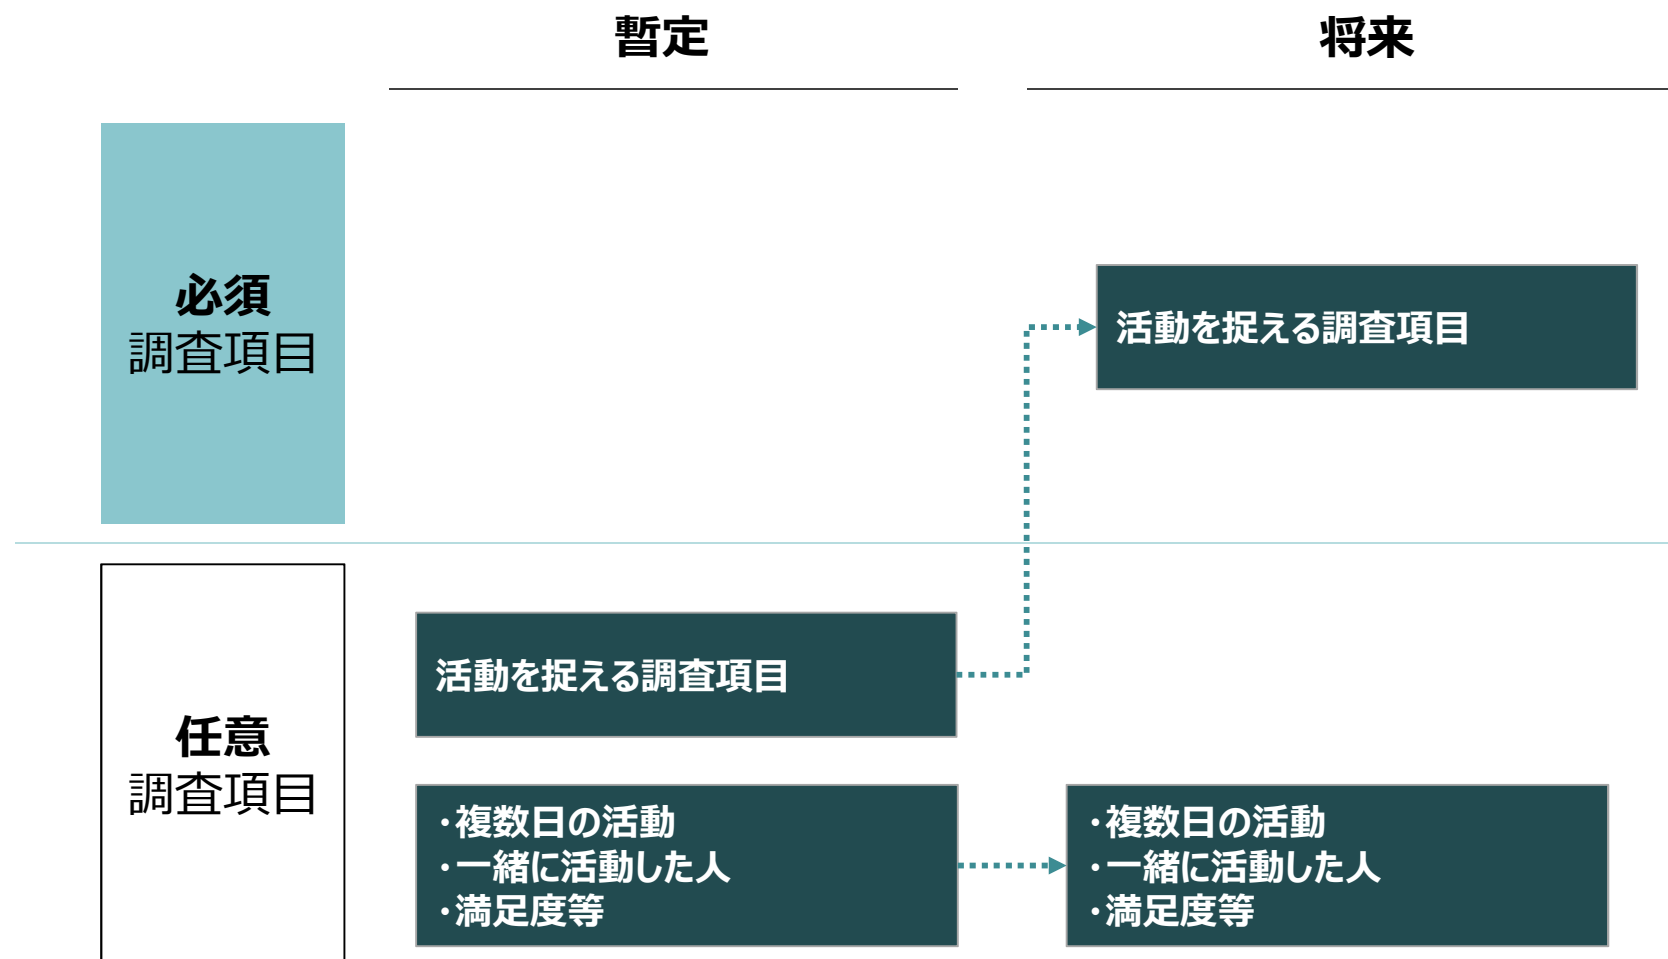 暫定
将来
必須
調査項目
活動を捉える調査項目
任意
調査項目
活動を捉える調査項目
・複数日の活動
・一緒に活動した人
・満足度等
・複数日の活動
・一緒に活動した人
・満足度等